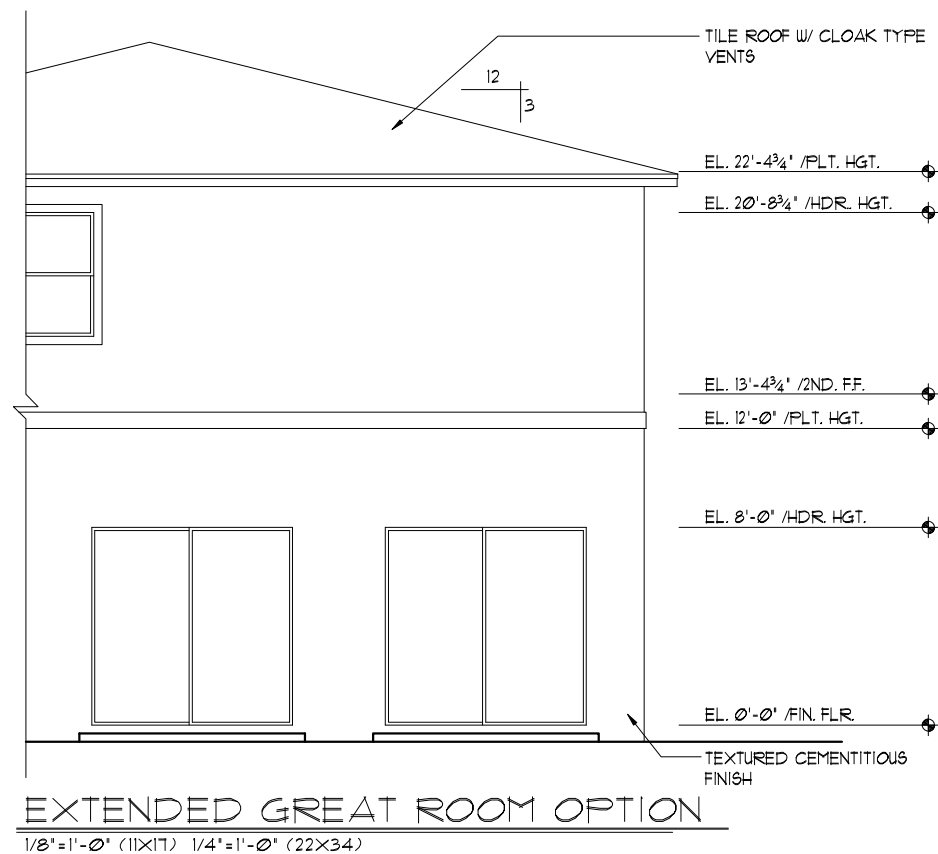 TILE ROOF W/ CLOAK TYPE
VENTS
12
3
EL. 22'-4¾" /PLT. HGT.
EL. 20'-8¾" /HDR. HGT.
EL. 13'-4¾" /2ND. F.F.
EL. 12'-0" /PLT. HGT.
EL. 8'-0" /HDR. HGT.
EL. 0'-0" /FIN. FLR.
TEXTURED CEMENTITIOUS
FINISH
EXTENDED GREAT ROOM OPTION
1/8"=1'-0" (11X17) 1/4"=1'-0" (22X34)